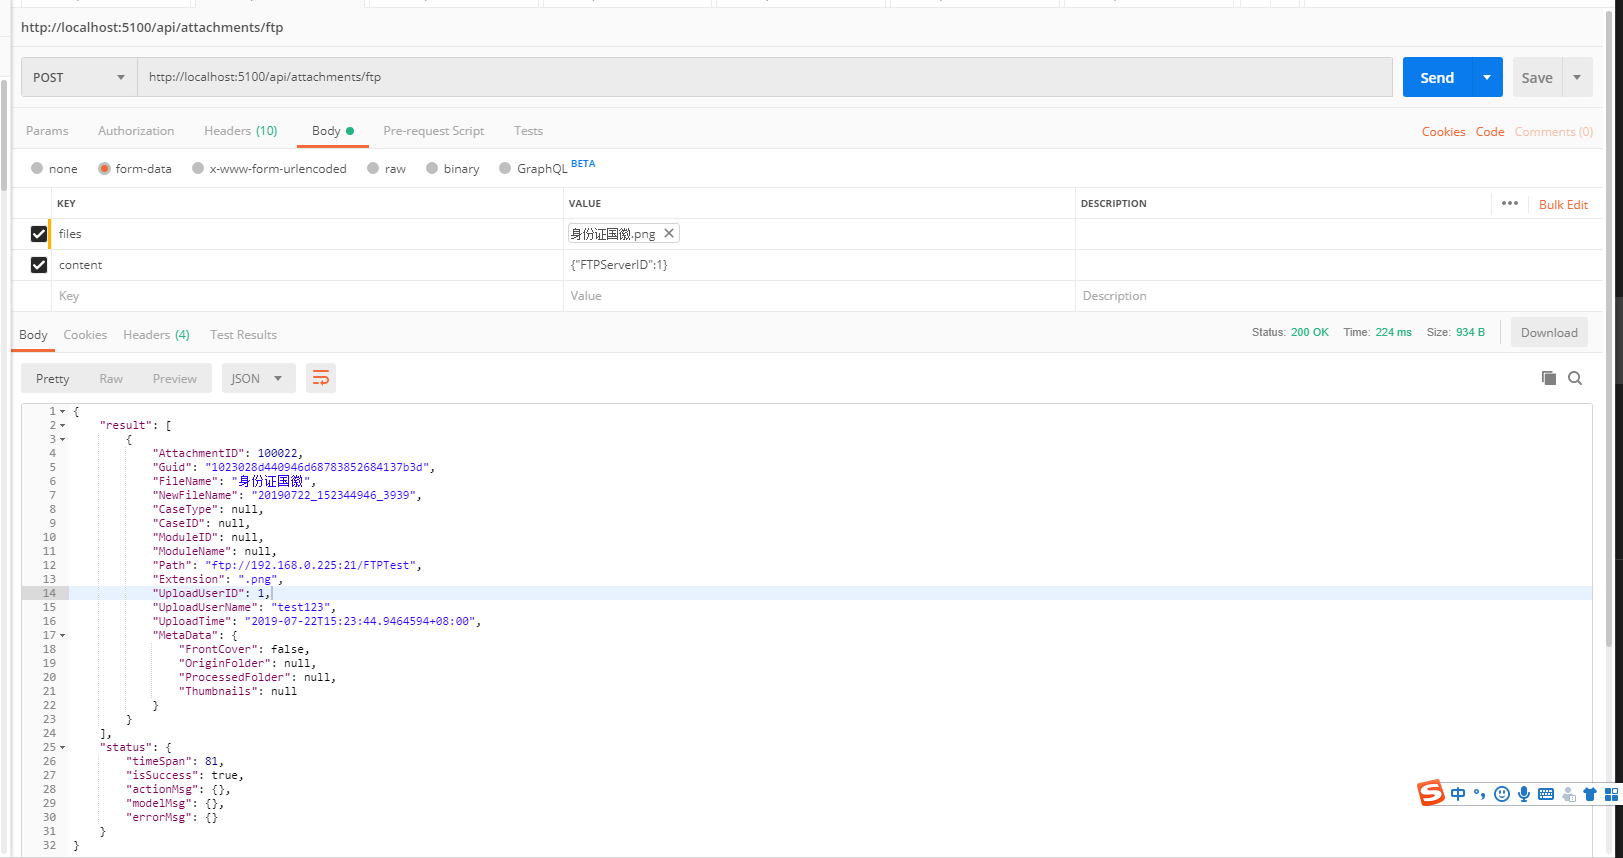 http://localhost:5100/api/attachments/ftp
POST http://localhost:5100/api/attachments/ftp Send Save
Params Authorization Headers (10) Body Pre-request Script Tests Cookies Code Comments (0)
none form-data x-www-form-urlencoded raw binary GraphQL BETA
KEY VALUE DESCRIPTION ••• Bulk Edit
files 身份证国徽.png
content {"FTPServerID":1}
Key Value Description
Body Cookies Headers (4) Test Results Status: 200 OK Time: 224 ms Size: 934 B Download
Pretty Raw Preview JSON
1 {
2 "result": [
3 {
4 "AttachmentID": 100022,
5 "Guid": "1023028d440946d68783852684137b3d",
6 "FileName": "身份证国徽",
7 "NewFileName": "20190722_152344946_3939",
8 "CaseType": null,
9 "CaseID": null,
10 "ModuleID": null,
11 "ModuleName": null,
12 "Path": "ftp://192.168.0.225:21/FTPTest",
13 "Extension": ".png",
14 "UploadUserID": 1,
15 "UploadUserName": "test123",
16 "UploadTime": "2019-07-22T15:23:44.9464594+08:00",
17 "MetaData": {
18 "FrontCover": false,
19 "OriginFolder": null,
20 "ProcessedFolder": null,
21 "Thumbnails": null
22 }
23 }
24 ],
25 "status": {
26 "timeSpan": 81,
27 "isSuccess": true,
28 "actionMsg": {},
29 "modelMsg": {},
30 "errorMsg": {}
31 }
32 }
S 中